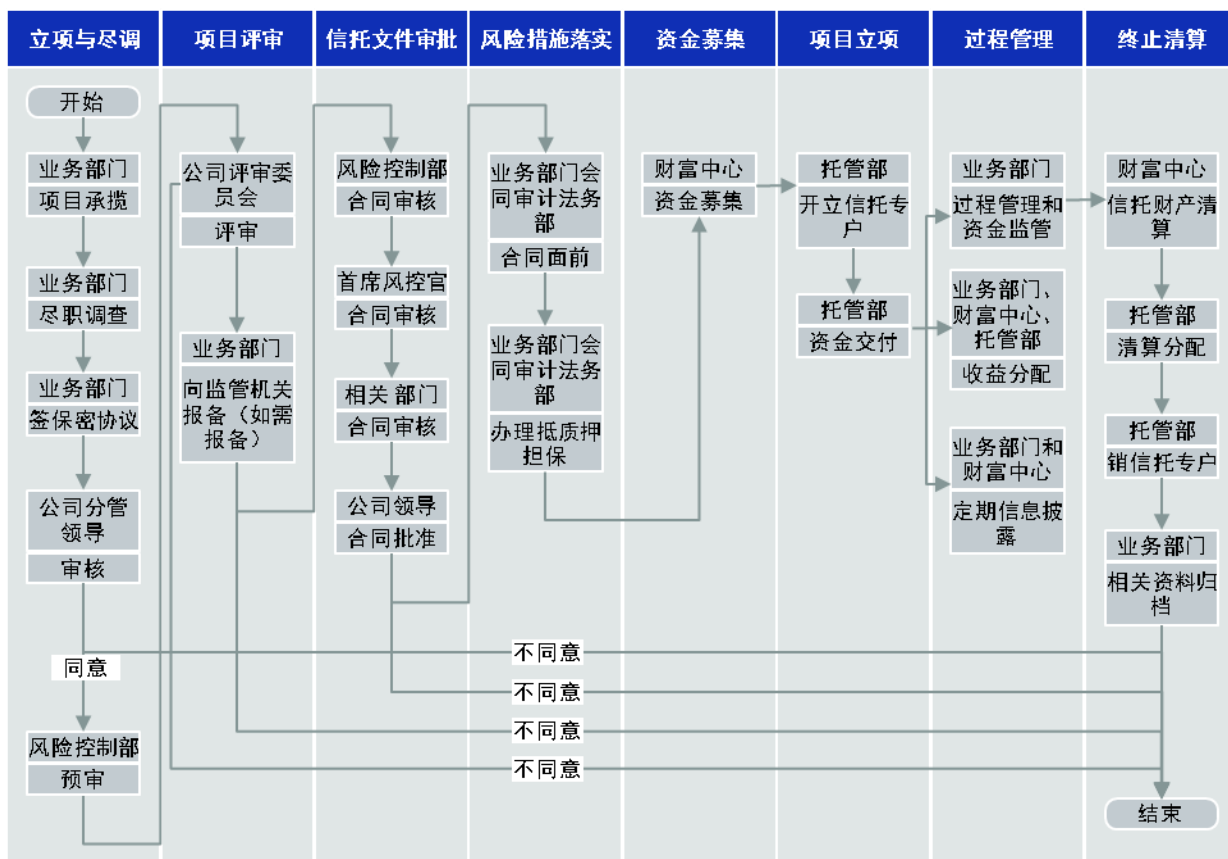 立项与尽调
项目评审
信托文件审批
风险措施落实
资金募集
项目立项
过程管理
终止清算
开始
业务部门
项目承揽
业务部门
尽职调查
业务部门
签保密协议
公司分管
领导
审核
同意
风险控制部
预审
公司评审委
员会
评审
业务部门
向监管机关
报备（如需
报备）
风险控制部
合同审核
首席风控官
合同审核
相关部门
合同审核
公司领导
合同批准
业务部门会
同审计法务
部
合同面前
业务部门会
同审计法务
部
办理抵质押
担保
财富中心
资金募集
托管部
开立信托专
户
托管部
资金交付
业务部门
过程管理和
资金监管
业务部门、
财富中心、
托管部
收益分配
业务部门和
财富中心
定期信息披
露
财富中心
信托财产清
算
托管部
清算分配
托管部
销信托专户
业务部门
相关资料归
档
不同意
不同意
不同意
不同意
结束